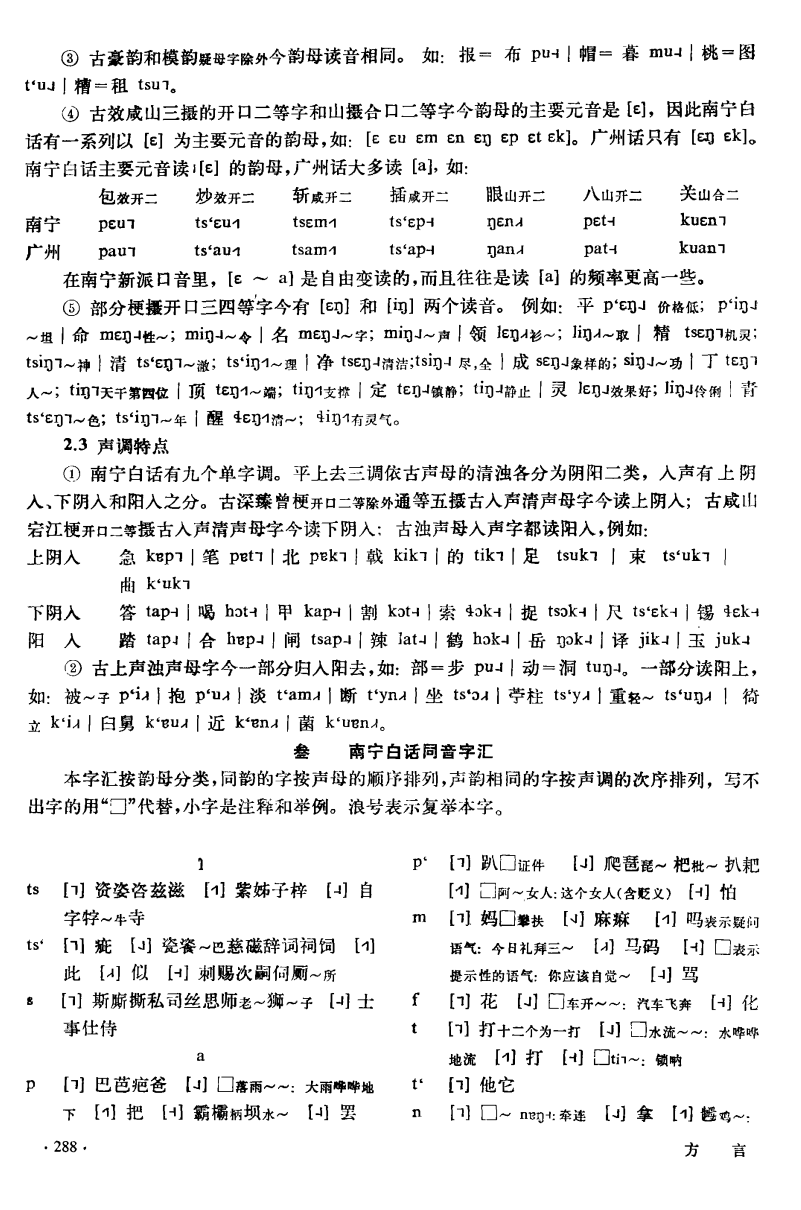 ③ 古豪韵和模韵疑母字除外今韵母读音相同。如: 报= 布 pu˧ | 帽= 暮 mu˨ | 桃=图
tʻu˩ | 糟=租 tsu˥。
④ 古效咸山三摄的开口二等字和山摄合口二等字今韵母的主要元音是 [ɛ], 因此南宁白
话有一系列以 [ɛ] 为主要元音的韵母,如: [ɛ ɛu ɛm ɛn ɛŋ ɛp ɛt ɛk]。广州话只有 [ɛŋ ɛk]。
南宁白话主要元音读[ɛ] 的韵母,广州话大多读 [a], 如:
包效开二 炒效开二 斩咸开二 插咸开二 眼山开二 八山开二 关山合二
南宁 pɛu˥ tsʻɛu˧˥ tsɛm˧˥ tsʻɛp˧ ŋɛn˨˦ pɛt˧ kuɛn˥
广州 pau˥ tsʻau˧˥ tsam˧˥ tsʻap˧ ŋan˩˧ pat˧ kuan˥
在南宁新派口音里, [ɛ ～ a] 是自由变读的,而且往往是读 [a] 的频率更高一些。
⑤ 部分梗摄开口三四等字今有 [ɛŋ] 和 [iŋ] 两个读音。例如: 平 pʻɛŋ˩ 价格低; pʻiŋ˩
～坦 | 命 mɛŋ˨性～; miŋ˨～令 | 名 mɛŋ˩～字; miŋ˩～声 | 领 lɛŋ˨˦衫～; liŋ˨˦～取 | 精 tsɛŋ˥机灵;
tsiŋ˥～神 | 清 tsʻɛŋ˥～澈; tsʻiŋ˧˥～理 | 净 tsɛŋ˨清洁;tsiŋ˨ 尽,全 | 成 sɛŋ˩象样的; siŋ˩～功 | 丁 tɛŋ˥
人～; tiŋ˥天干第四位 | 顶 tɛŋ˧˥～端; tiŋ˧˥支撑 | 定 tɛŋ˨镇静; tiŋ˨静止 | 灵 lɛŋ˩效果好; liŋ˩伶俐 | 青
tsʻɛŋ˥～色; tsʻiŋ˥～年 | 醒 ɬɛŋ˧˥清～; ɬiŋ˧˥有灵气。
2.3 声调特点
① 南宁白话有九个单字调。平上去三调依古声母的清浊各分为阴阳二类, 入声有上阴
入、下阴入和阳入之分。古深臻曾梗开口二等除外通等五摄古入声清声母字今读上阴入; 古咸山
宕江梗开口二等摄古入声清声母字今读下阴入; 古浊声母入声字都读阳入,例如:
上阴入 急 kɐp˥ | 笔 pɐt˥ | 北 pɐk˥ | 戟 kik˥ | 的 tik˥ | 足 tsuk˥ | 束 tsʻuk˥ |
曲 kʻuk˥
下阴入 答 tap˧ | 喝 hɔt˧ | 甲 kap˧ | 割 kɔt˧ | 索 ɬɔk˧ | 捉 tsɔk˧ | 尺 tsʻɛk˧ | 锡 ɬɛk˧
阳 入 踏 tap˨ | 合 hɐp˨ | 闸 tsap˨ | 辣 lat˨ | 鹤 hɔk˨ | 岳 ŋɔk˨ | 译 jik˨ | 玉 juk˨
② 古上声浊声母字今一部分归入阳去,如: 部=步 pu˨ | 动=洞 tuŋ˨。一部分读阳上,
如: 被～子 pʻi˨˦ | 抱 pʻu˨˦ | 淡 tʻam˨˦ | 断 tʻyn˨˦ | 坐 tsʻɔ˨˦ | 苧柱 tsʻy˨˦ | 重轻～ tsʻuŋ˨˦ | 徛
立 kʻi˨˦ | 臼舅 kʻɐu˨˦ | 近 kʻɐn˨˦ | 菌 kʻuɐn˨˦。
叁 南宁白话同音字汇
本字汇按韵母分类,同韵的字按声母的顺序排列,声韵相同的字按声调的次序排列, 写不
出字的用“□”代替,小字是注释和举例。浪号表示复举本字。
ɿ
ts [˥] 资姿咨兹滋 [˧˥] 紫姊子梓 [˨] 自
字牸～牛寺
tsʻ [˥] 疵 [˩] 瓷餈～巴慈磁辞词祠饲 [˧˥]
此 [˨˦] 似 [˧] 刺赐次嗣伺厕～所
s [˥] 斯厮撕私司丝思师老～狮～子 [˨] 士
事仕侍
a
p [˥] 巴芭疤爸 [˩] □落雨～～: 大雨哗哗地
下 [˧˥] 把 [˧] 霸欛柄坝水～ [˨] 罢
pʻ [˥] 趴□证件 [˩] 爬琶琵～ 杷枇～ 扒耙
[˧˥] □阿～女人: 这个女人(含贬义) [˧] 怕
m [˥] 妈□攀扶 [˩] 麻痳 [˧˥] 吗表示疑问
语气: 今日礼拜三～ [˨˦] 马码 [˧] □表示
提示性的语气: 你应该自觉～ [˨] 骂
f [˥] 花 [˩] □车开～～: 汽车飞奔 [˧] 化
t [˥] 打十二个为一打 [˩] □水流～～: 水哗哗
地流 [˧˥] 打 [˧] □ti˥～: 锁呐
tʻ [˥] 他它
n [˥] □～ nɐŋ˧: 牵连 [˩] 拿 [˧˥] 乸鸡～:
· 288 · 方 言